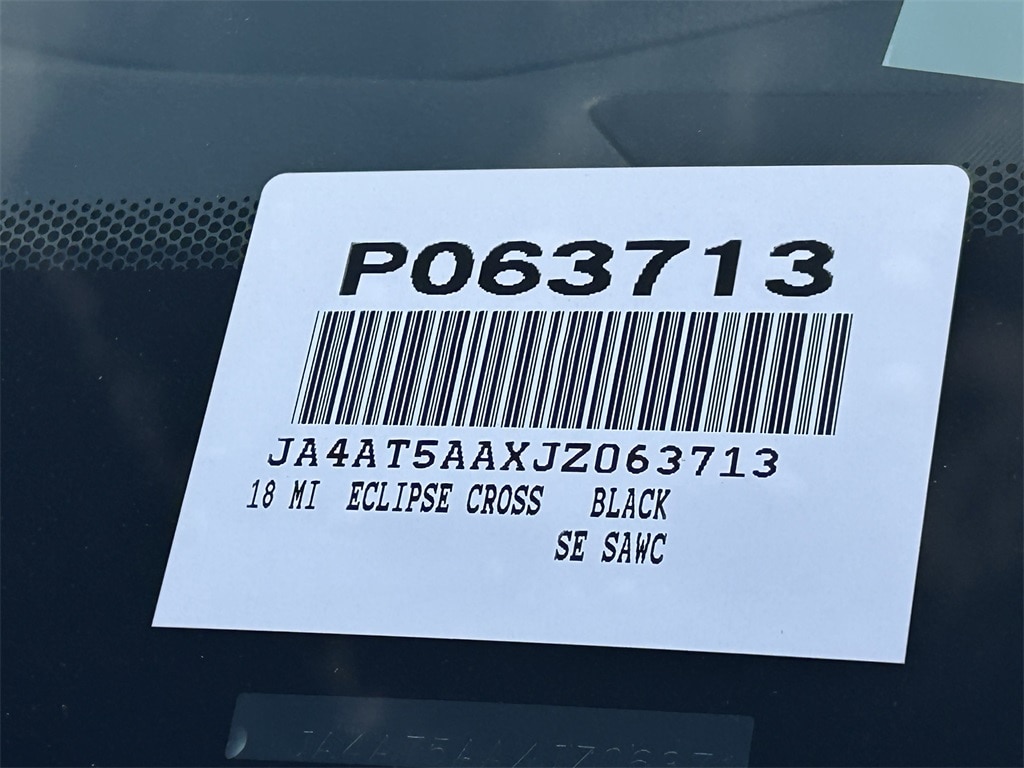 P063713
JA4AT5AAXJZ063713
18 MI ECLIPSE CROSS BLACK
SE SAWC